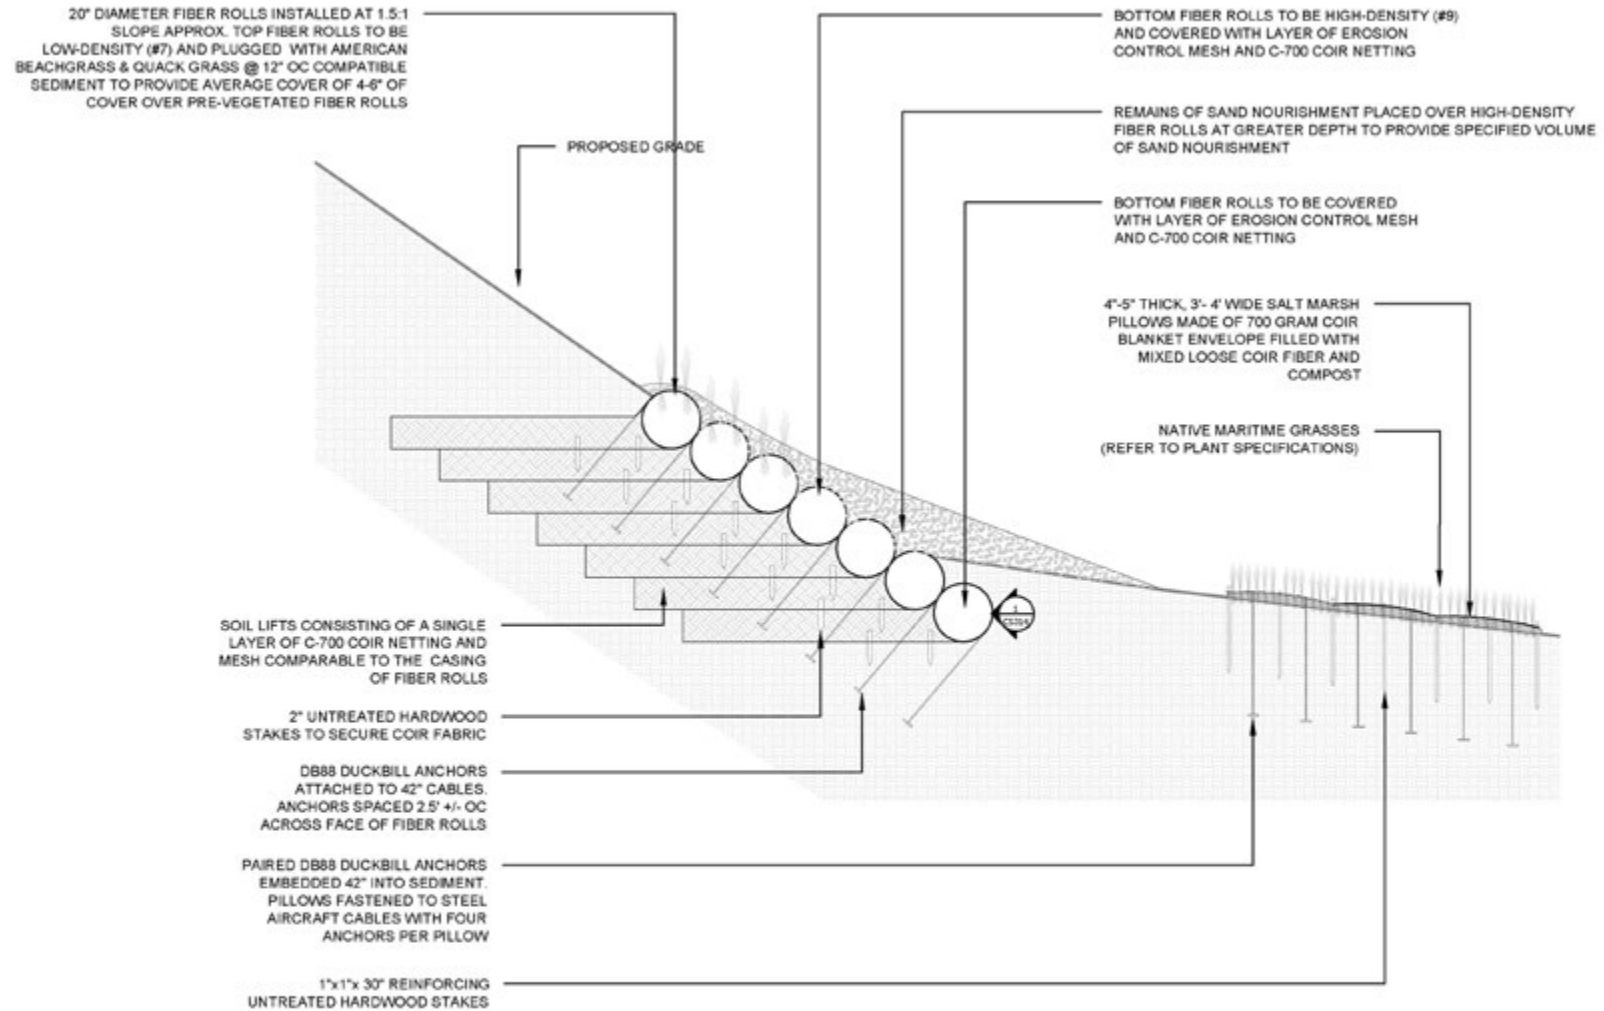 20" DIAMETER FIBER ROLLS INSTALLED AT 1.5:1
SLOPE APPROX. TOP FIBER ROLLS TO BE
LOW-DENSITY (#7) AND PLUGGED WITH AMERICAN
BEACHGRASS & QUACK GRASS @ 12" OC COMPATIBLE
SEDIMENT TO PROVIDE AVERAGE COVER OF 4-6" OF
COVER OVER PRE-VEGETATED FIBER ROLLS
PROPOSED GRADE
BOTTOM FIBER ROLLS TO BE HIGH-DENSITY (#9)
AND COVERED WITH LAYER OF EROSION
CONTROL MESH AND C-700 COIR NETTING
REMAINS OF SAND NOURISHMENT PLACED OVER HIGH-DENSITY
FIBER ROLLS AT GREATER DEPTH TO PROVIDE SPECIFIED VOLUME
OF SAND NOURISHMENT
BOTTOM FIBER ROLLS TO BE COVERED
WITH LAYER OF EROSION CONTROL MESH
AND C-700 COIR NETTING
4"-5" THICK, 3'- 4' WIDE SALT MARSH
PILLOWS MADE OF 700 GRAM COIR
BLANKET ENVELOPE FILLED WITH
MIXED LOOSE COIR FIBER AND
COMPOST
NATIVE MARITIME GRASSES
(REFER TO PLANT SPECIFICATIONS)
1
SOIL LIFTS CONSISTING OF A SINGLE
LAYER OF C-700 COIR NETTING AND
MESH COMPARABLE TO THE CASING
OF FIBER ROLLS
2" UNTREATED HARDWOOD
STAKES TO SECURE COIR FABRIC
DB88 DUCKBILL ANCHORS
ATTACHED TO 42" CABLES.
ANCHORS SPACED 2.5' +/- OC
ACROSS FACE OF FIBER ROLLS
PAIRED DB88 DUCKBILL ANCHORS
EMBEDDED 42" INTO SEDIMENT.
PILLOWS FASTENED TO STEEL
AIRCRAFT CABLES WITH FOUR
ANCHORS PER PILLOW
1"x1"x 30" REINFORCING
UNTREATED HARDWOOD STAKES